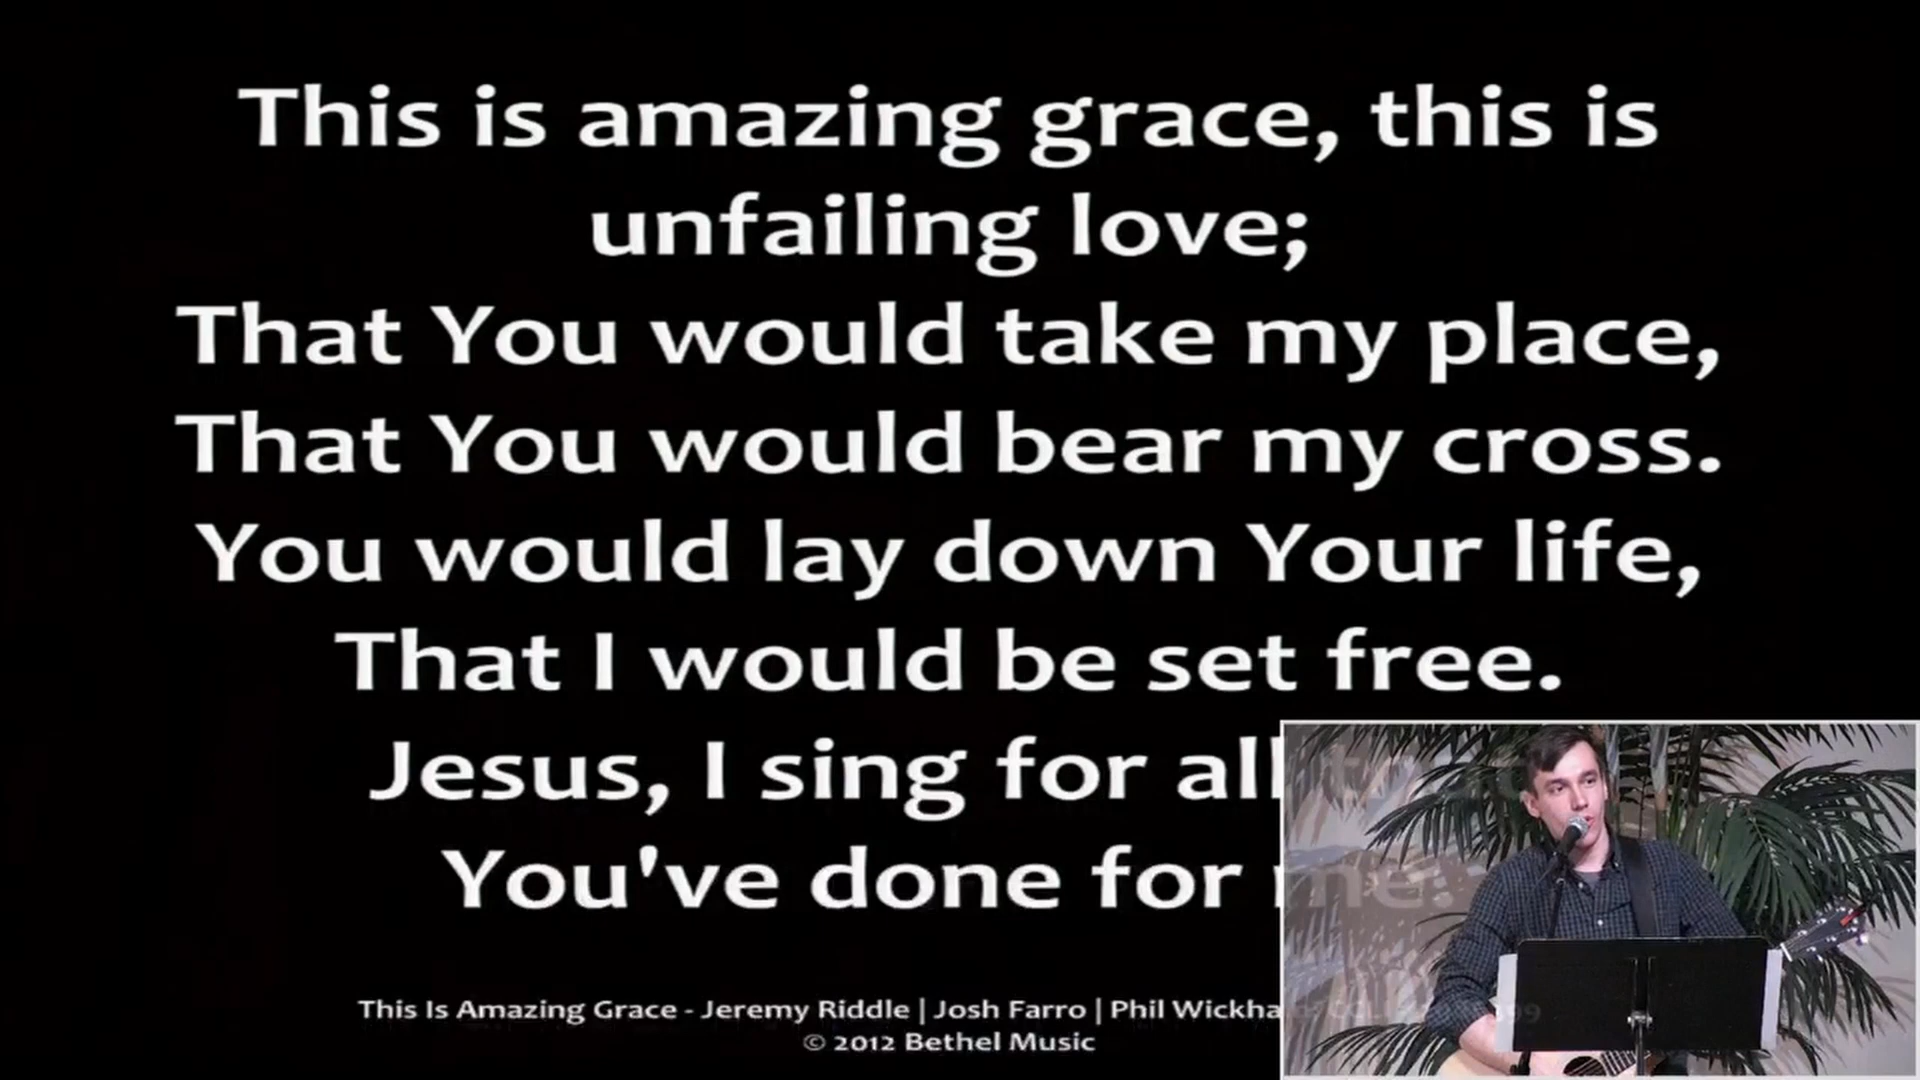 This is amazing grace, this is
unfailing love;
That You would take my place,
That You would bear my cross.
You would lay down Your life,
That I would be set free.
Jesus, I sing for all
You've done for me.
This Is Amazing Grace - Jeremy Riddle | Josh Farro | Phil
© 2012 Bethel Music